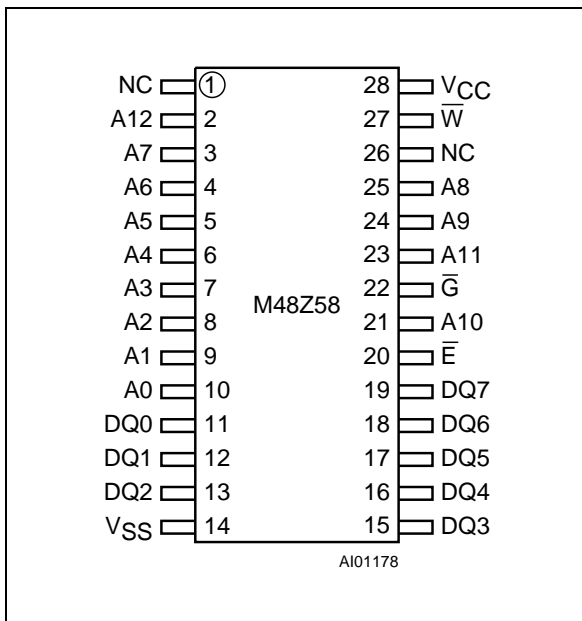 NC 1 28 VCC
A12 2 27 W̅
A7 3 26 NC
A6 4 25 A8
A5 5 24 A9
A4 6 23 A11
A3 7 22 G̅
M48Z58
A2 8 21 A10
A1 9 20 E̅
A0 10 19 DQ7
DQ0 11 18 DQ6
DQ1 12 17 DQ5
DQ2 13 16 DQ4
VSS 14 15 DQ3
AI01178